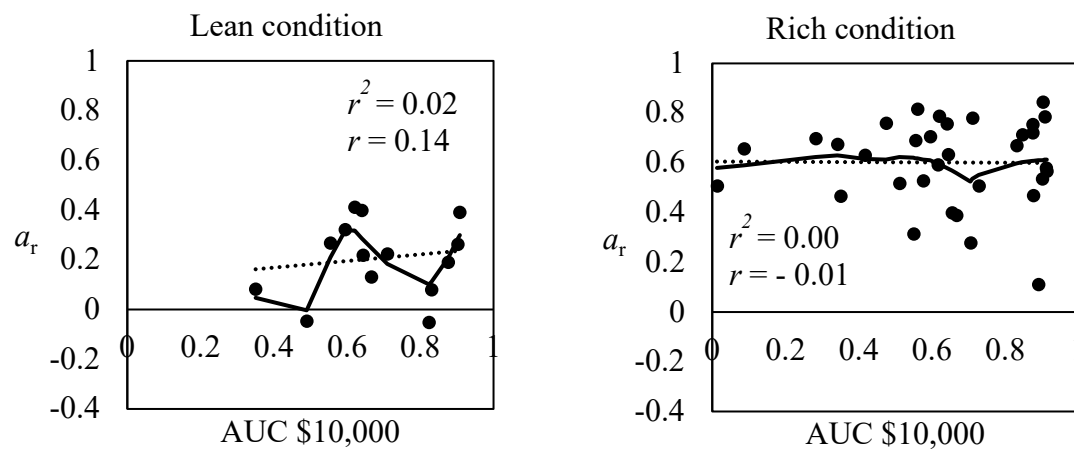 Lean condition
1
0.8
0.6
0.4
0.2
0
-0.2
-0.4
a_r
r² = 0.02
r = 0.14
0 0.2 0.4 0.6 0.8 1
AUC $10,000
Rich condition
1
0.8
0.6
0.4
0.2
0
-0.2
-0.4
a_r
r² = 0.00
r = - 0.01
0 0.2 0.4 0.6 0.8
AUC $10,000